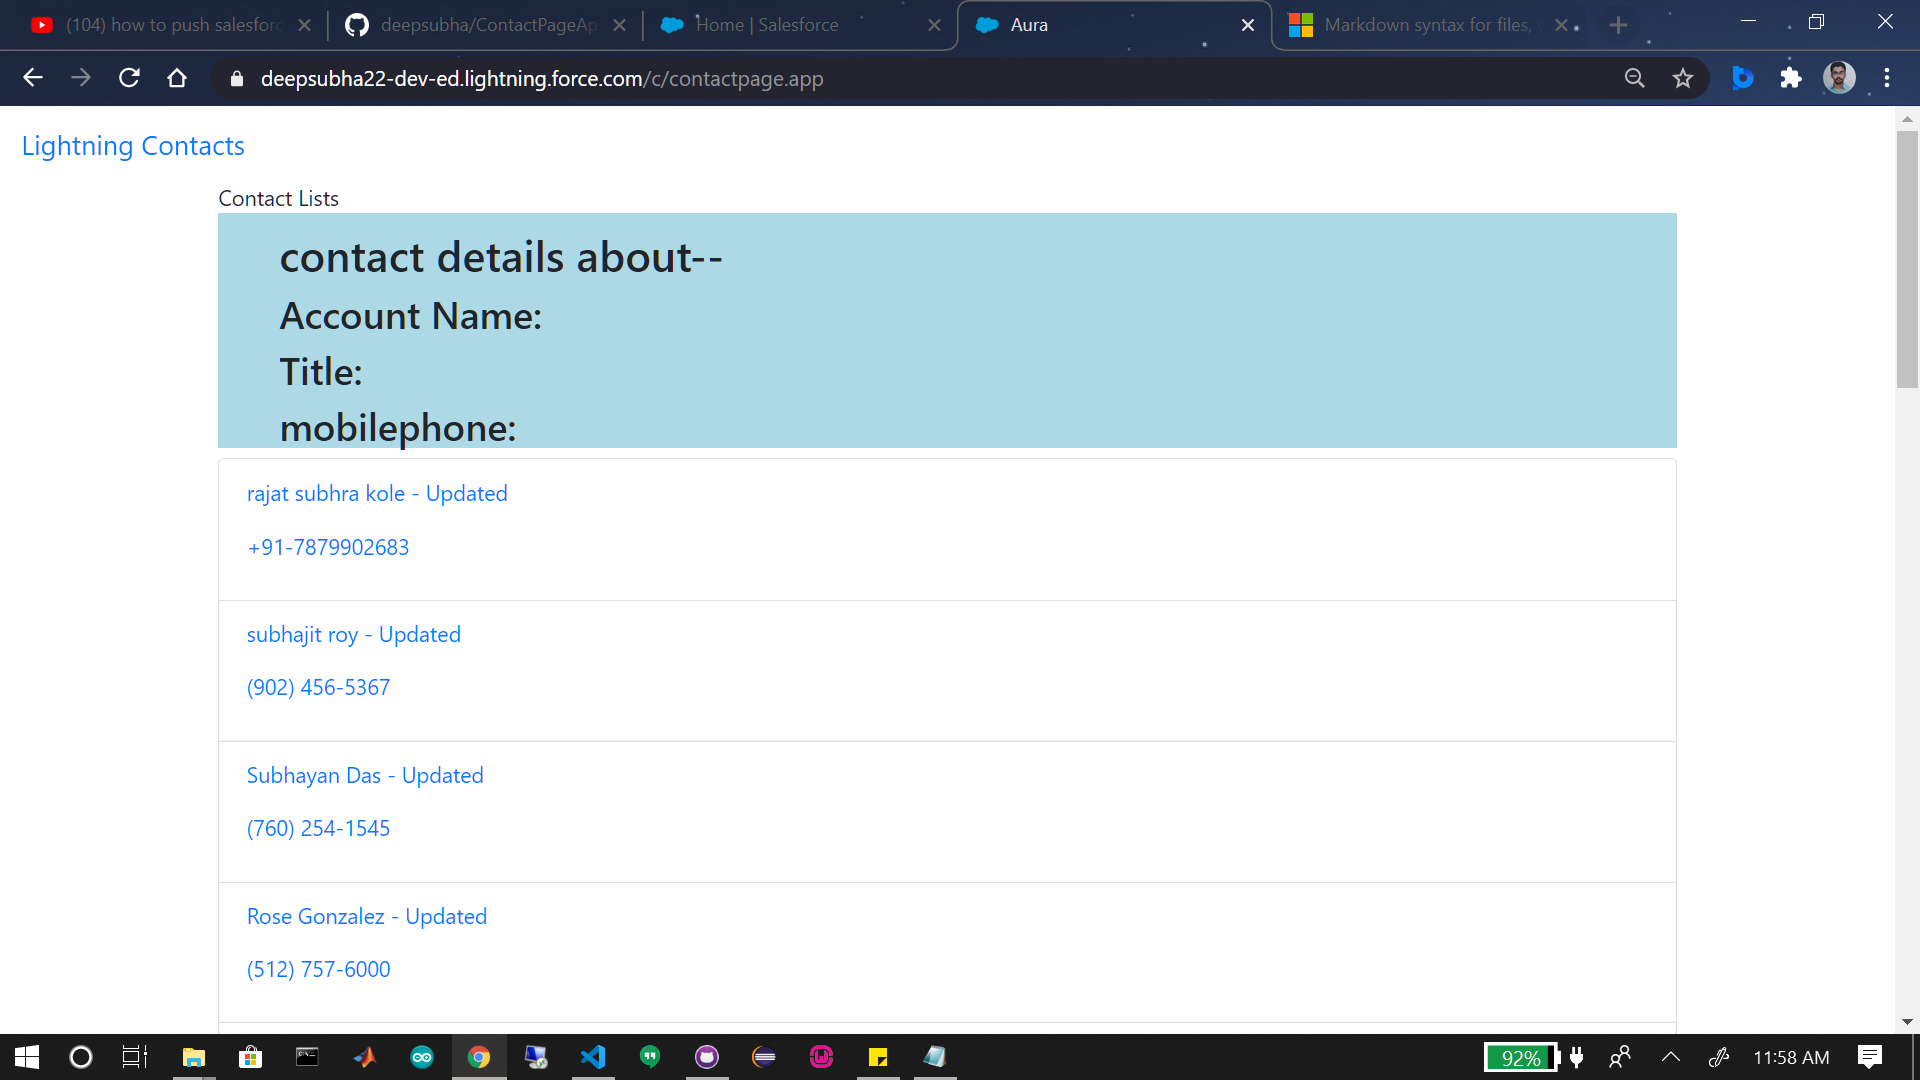 (104) how to push salesforc
deepsubha/ContactPageAp
Home | Salesforce
Aura
Markdown syntax for files,
deepsubha22-dev-ed.lightning.force.com/c/contactpage.app
Lightning Contacts
Contact Lists
contact details about--
Account Name:
Title:
mobilephone:
rajat subhra kole - Updated
+91-7879902683
subhajit roy - Updated
(902) 456-5367
Subhayan Das - Updated
(760) 254-1545
Rose Gonzalez - Updated
(512) 757-6000
92%
11:58 AM